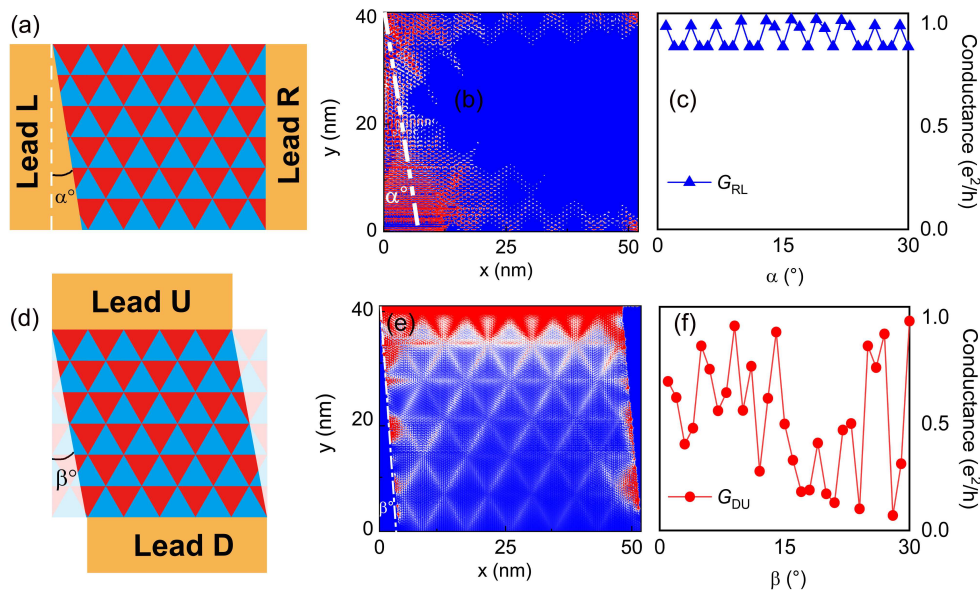 (a)
Lead L
Lead R
α°
40
20
0
y (nm)
(b)
α°
0
25
50
x (nm)
(c)
G_RL
1.0
0.5
0.0
Conductance (e²/h)
0
15
30
α (°)
(d)
Lead U
β°
Lead D
40
20
0
y (nm)
(e)
β°
0
25
50
x (nm)
(f)
G_DU
1.0
0.5
0.0
Conductance (e²/h)
0
15
30
β (°)